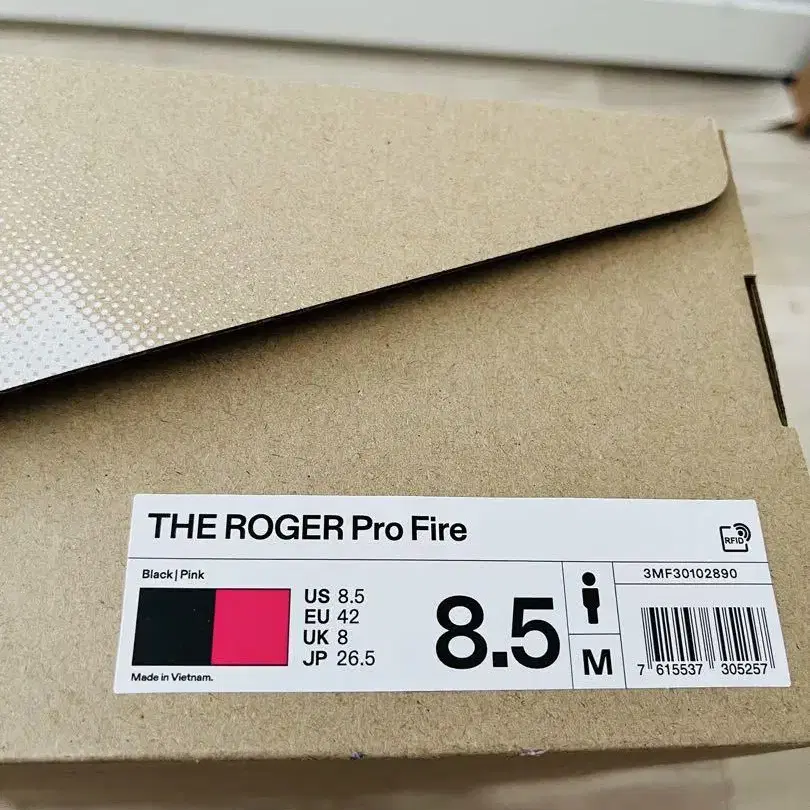 THE ROGER Pro Fire
RFID
Black | Pink
US 8.5
EU 42
UK 8
JP 26.5
8.5
M
3MF30102890
7 615537 305257
Made in Vietnam.